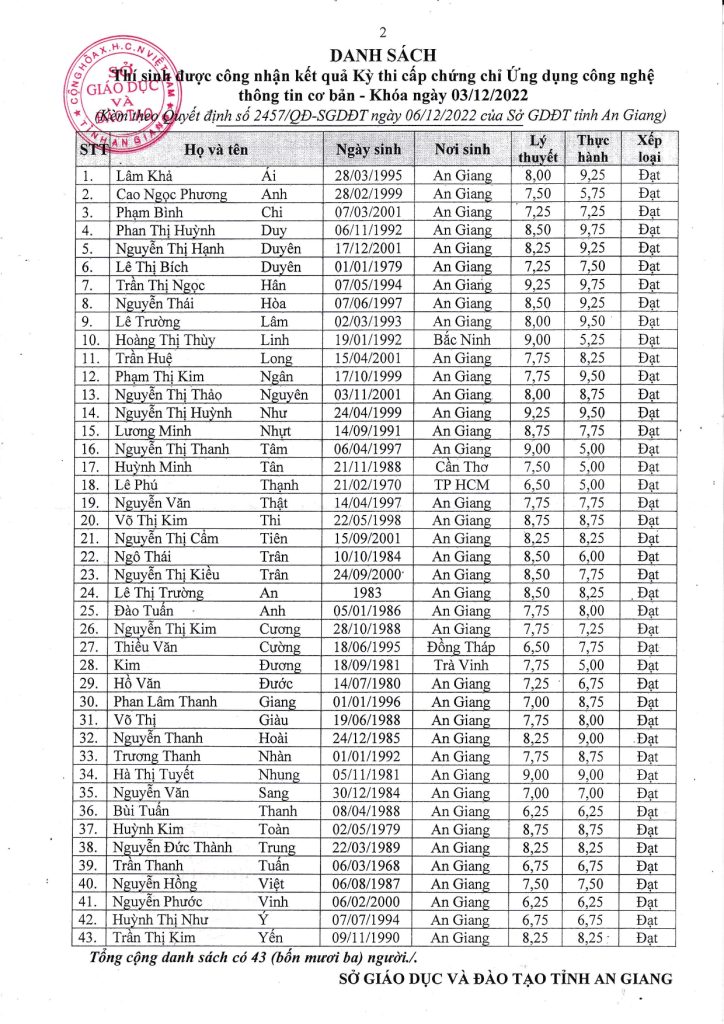 2
DANH SÁCH
Thí sinh được công nhận kết quả Kỳ thi cấp chứng chỉ Ứng dụng công nghệ
thông tin cơ bản - Khóa ngày 03/12/2022
(Kèm theo Quyết định số 2457/QĐ-SGDĐT ngày 06/12/2022 của Sở GDĐT tỉnh An Giang)
CỘNG HÒA X.H.C.N VIỆT NAM
SỞ
GIÁO DỤC
VÀ
ĐÀO TẠO
TỈNH AN GIANG
STT Họ và tên Ngày sinh Nơi sinh Lý thuyết Thực hành Xếp loại
1. Lâm Khả Ái 28/03/1995 An Giang 8,00 9,25 Đạt
2. Cao Ngọc Phương Anh 28/02/1999 An Giang 7,50 5,75 Đạt
3. Phạm Bình Chi 07/03/2001 An Giang 7,25 7,25 Đạt
4. Phan Thị Huỳnh Duy 06/11/1992 An Giang 8,50 9,75 Đạt
5. Nguyễn Thị Hạnh Duyên 17/12/2001 An Giang 8,25 9,25 Đạt
6. Lê Thị Bích Duyên 01/01/1979 An Giang 7,25 7,50 Đạt
7. Trần Thị Ngọc Hân 07/05/1994 An Giang 9,25 9,75 Đạt
8. Nguyễn Thái Hòa 07/06/1997 An Giang 8,50 9,25 Đạt
9. Lê Trường Lâm 02/03/1993 An Giang 8,00 9,50 Đạt
10. Hoàng Thị Thùy Linh 19/01/1992 Bắc Ninh 9,00 5,25 Đạt
11. Trần Huệ Long 15/04/2001 An Giang 7,75 8,25 Đạt
12. Phạm Thị Kim Ngân 17/10/1999 An Giang 7,75 9,50 Đạt
13. Nguyễn Thị Thảo Nguyên 03/11/2001 An Giang 8,00 8,75 Đạt
14. Nguyễn Thị Huỳnh Như 24/04/1999 An Giang 9,25 9,50 Đạt
15. Lương Minh Nhựt 14/09/1991 An Giang 8,75 7,75 Đạt
16. Nguyễn Thị Thanh Tâm 06/04/1997 An Giang 9,00 5,00 Đạt
17. Huỳnh Minh Tân 21/11/1988 Cần Thơ 7,50 5,00 Đạt
18. Lê Phú Thạnh 21/02/1970 TP HCM 6,50 5,00 Đạt
19. Nguyễn Văn Thật 14/04/1997 An Giang 7,75 7,75 Đạt
20. Võ Thị Kim Thi 22/05/1998 An Giang 8,75 8,75 Đạt
21. Nguyễn Thị Cẩm Tiên 15/09/2001 An Giang 8,25 8,25 Đạt
22. Ngô Thái Trân 10/10/1984 An Giang 8,50 6,00 Đạt
23. Nguyễn Thị Kiều Trân 24/09/2000 An Giang 8,50 7,75 Đạt
24. Lê Thị Trường An 1983 An Giang 8,50 8,25 Đạt
25. Đào Tuấn Anh 05/01/1986 An Giang 7,75 8,00 Đạt
26. Nguyễn Thị Kim Cương 28/10/1988 An Giang 7,75 7,25 Đạt
27. Thiều Văn Cường 18/06/1995 Đồng Tháp 6,50 7,75 Đạt
28. Kim Đương 18/09/1981 Trà Vinh 7,75 5,00 Đạt
29. Hồ Văn Đước 14/07/1980 An Giang 7,25 6,75 Đạt
30. Phan Lâm Thanh Giang 01/01/1996 An Giang 7,00 8,75 Đạt
31. Võ Thị Giàu 19/06/1988 An Giang 7,75 8,00 Đạt
32. Nguyễn Thanh Hoài 24/12/1985 An Giang 8,25 9,00 Đạt
33. Trương Thanh Nhàn 01/01/1992 An Giang 7,75 8,75 Đạt
34. Hà Thị Tuyết Nhung 05/11/1981 An Giang 9,00 9,00 Đạt
35. Nguyễn Văn Sang 30/12/1984 An Giang 7,00 7,00 Đạt
36. Bùi Tuấn Thanh 08/04/1988 An Giang 6,25 6,25 Đạt
37. Huỳnh Kim Toàn 02/05/1979 An Giang 8,75 8,75 Đạt
38. Nguyễn Đức Thành Trung 22/03/1989 An Giang 8,25 8,25 Đạt
39. Trần Thanh Tuấn 06/03/1968 An Giang 6,75 6,75 Đạt
40. Nguyễn Hồng Việt 06/08/1987 An Giang 7,50 7,50 Đạt
41. Nguyễn Phước Vinh 06/02/2000 An Giang 6,25 6,25 Đạt
42. Huỳnh Thị Như Ý 07/07/1994 An Giang 6,75 6,75 Đạt
43. Trần Thị Kim Yến 09/11/1990 An Giang 8,25 8,25 Đạt
Tổng cộng danh sách có 43 (bốn mươi ba) người./.
SỞ GIÁO DỤC VÀ ĐÀO TẠO TỈNH AN GIANG